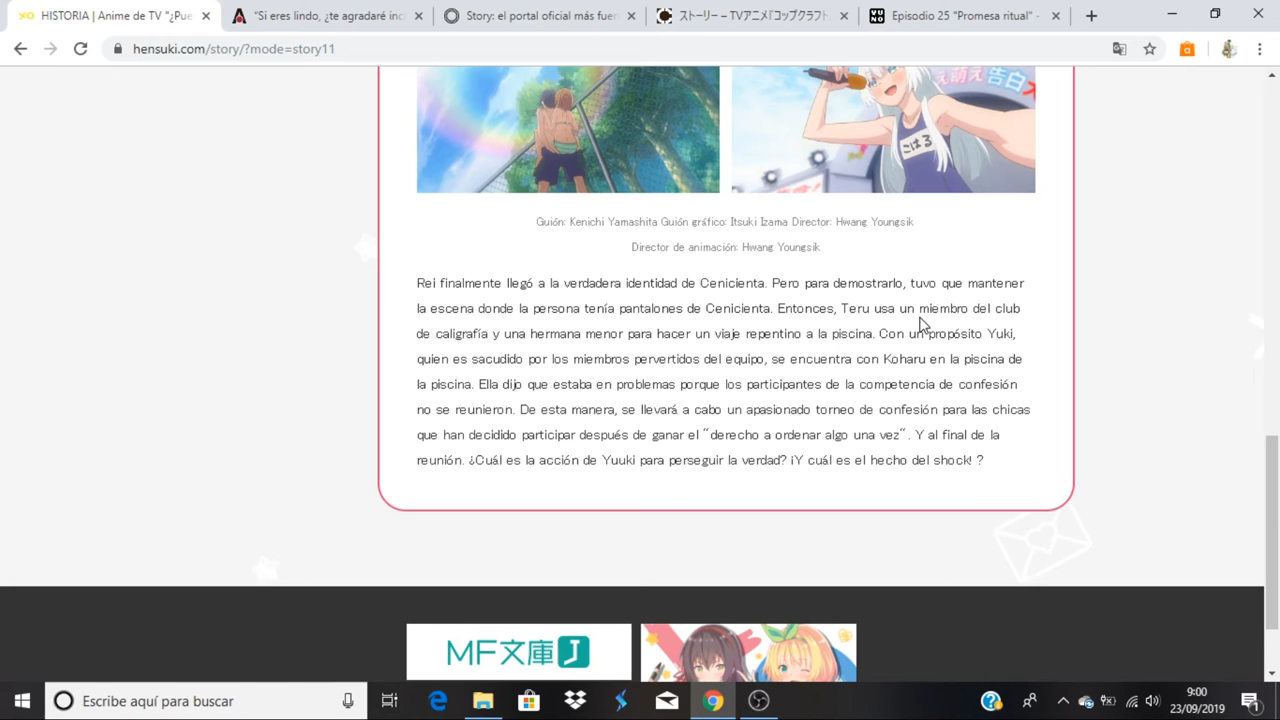 HISTORIA | Anime de TV "¿Pue
"Si eres lindo, ¿te agradaré inc
Story: el portal oficial más fuer
ストーリー – TVアニメ『コップクラフト
Episodio 25 "Promesa ritual" -
hensuki.com/story/?mode=story11
え萌え告白
こはる
Guión: Kenichi Yamashita Guión gráfico: Itsuki Izama Director: Hwang Youngsik
Director de animación: Hwang Youngsik
Rei finalmente llegó a la verdadera identidad de Cenicienta. Pero para demostrarlo, tuvo que mantener
la escena donde la persona tenía pantalones de Cenicienta. Entonces, Teru usa un miembro del club
de caligrafía y una hermana menor para hacer un viaje repentino a la piscina. Con un propósito Yuki,
quien es sacudido por los miembros pervertidos del equipo, se encuentra con Koharu en la piscina de
la piscina. Ella dijo que estaba en problemas porque los participantes de la competencia de confesión
no se reunieron. De esta manera, se llevará a cabo un apasionado torneo de confesión para las chicas
que han decidido participar después de ganar el "derecho a ordenar algo una vez". Y al final de la
reunión. ¿Cuál es la acción de Yuuki para perseguir la verdad? ¡Y cuál es el hecho del shock! ?
MF文庫J
Escribe aquí para buscar
9:00
23/09/2019